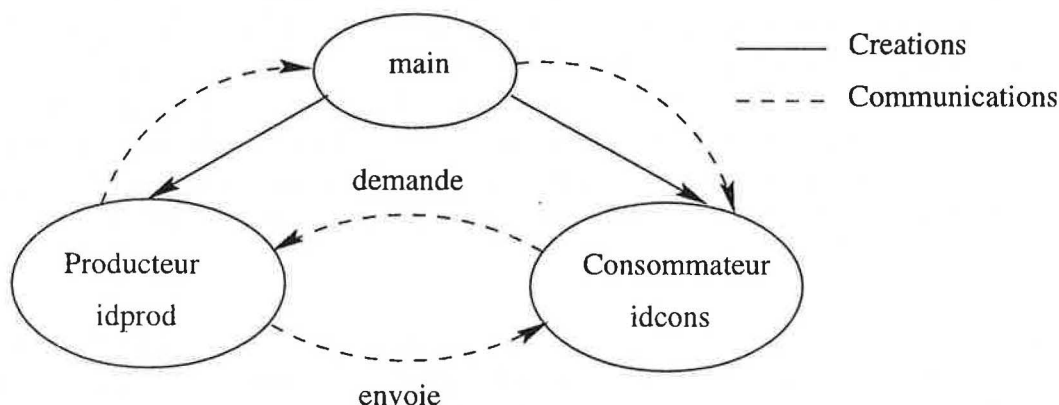 main
Creations
Communications
demande
Producteur
idprod
Consommateur
idcons
envoie